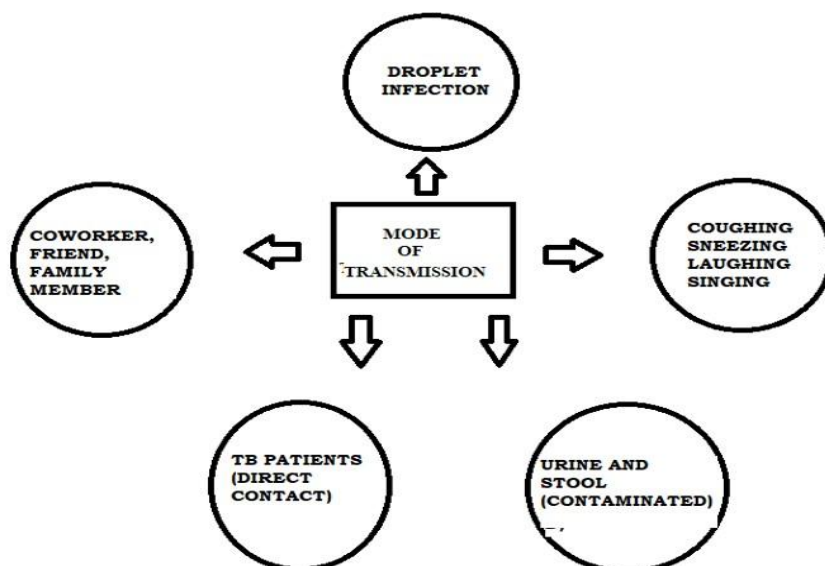 DROPLET
INFECTION
COWORKER,
FRIEND,
FAMILY
MEMBER
MODE
OF
TRANSMISSION
COUGHING
SNEEZING
LAUGHING
SINGING
TB PATIENTS
(DIRECT
CONTACT)
URINE AND
STOOL
(CONTAMINATED)